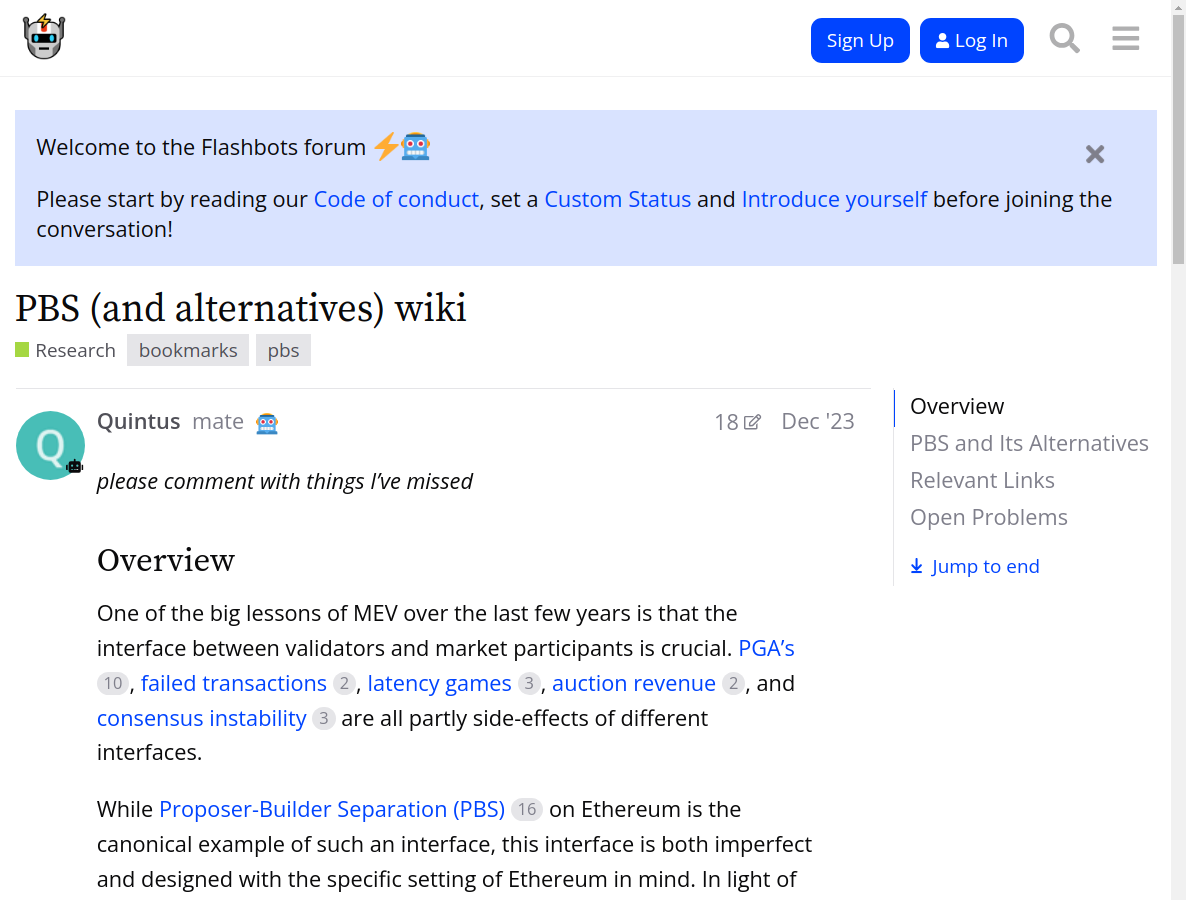 Sign Up
Log In
Welcome to the Flashbots forum
Please start by reading our Code of conduct, set a Custom Status and Introduce yourself before joining the
conversation!
PBS (and alternatives) wiki
Research bookmarks pbs
Quintus mate 18 Dec '23
Q
please comment with things I've missed
Overview
One of the big lessons of MEV over the last few years is that the
interface between validators and market participants is crucial. PGA's
10, failed transactions 2, latency games 3, auction revenue 2, and
consensus instability 3 are all partly side-effects of different
interfaces.
While Proposer-Builder Separation (PBS) 16 on Ethereum is the
canonical example of such an interface, this interface is both imperfect
and designed with the specific setting of Ethereum in mind. In light of
Overview
PBS and Its Alternatives
Relevant Links
Open Problems
Jump to end